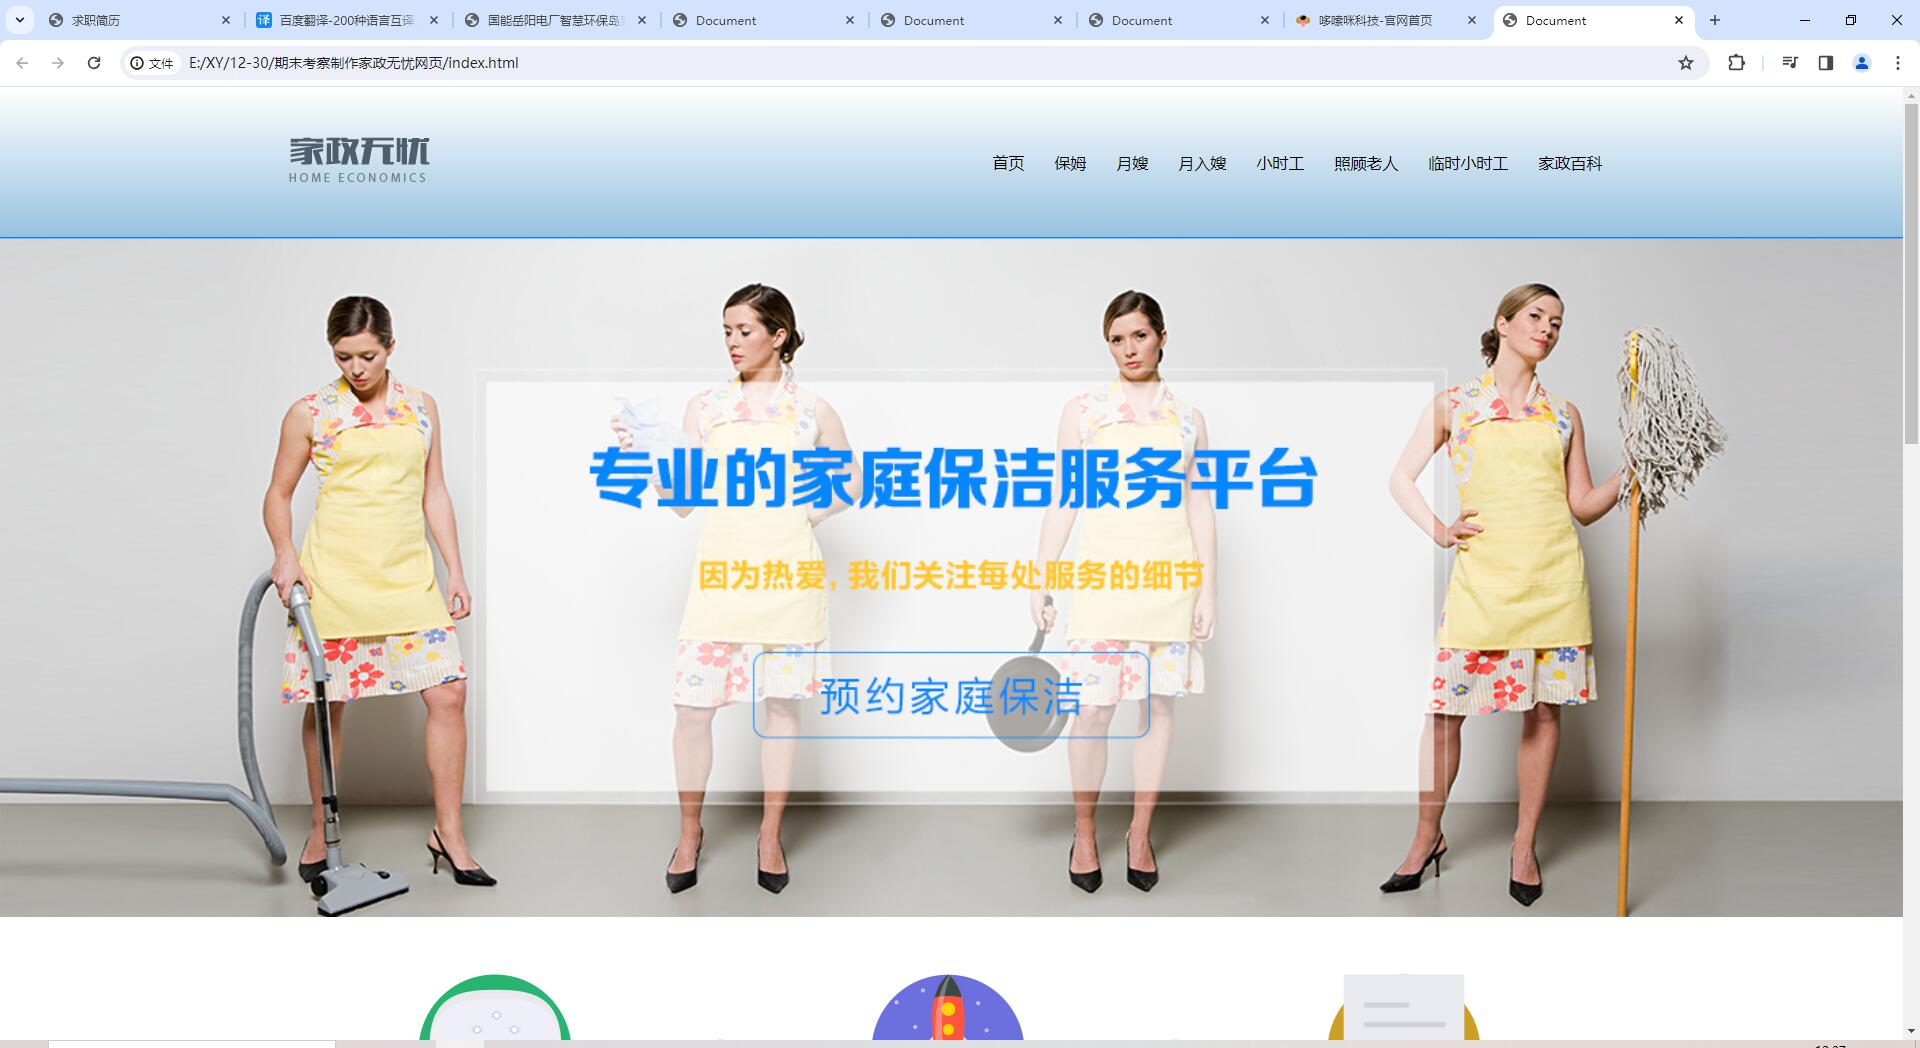 求职简历
百度翻译-200种语言互译
国能岳阳电厂智慧环保岛
Document
Document
Document
哆嗦咪科技-官网首页
Document
文件
E:/XY/12-30/期末考察制作家政无忧网页/index.html
家政无忧
HOME ECONOMICS
首页 保姆 月嫂 月入嫂 小时工 照顾老人 临时小时工 家政百科
专业的家庭保洁服务平台
因为热爱, 我们关注每处服务的细节
预约家庭保洁